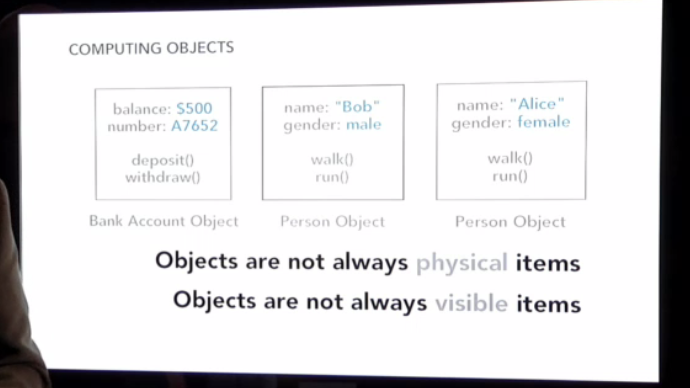 COMPUTING OBJECTS
balance: $500
number: A7652
deposit()
withdraw()
Bank Account Object
name: "Bob"
gender: male
walk()
run()
Person Object
name: "Alice"
gender: female
walk()
run()
Person Object
Objects are not always physical items
Objects are not always visible items